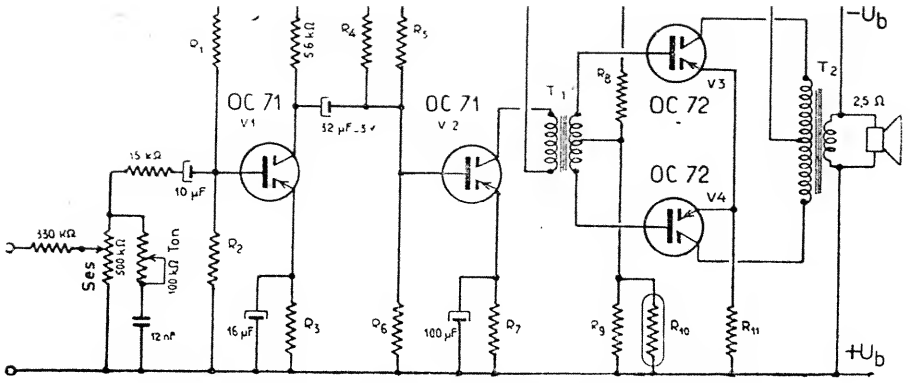 R1
5.6 kΩ
R4
R5
−Ub
OC 71
V1
32 µF-3v
OC 71
V2
T1
R8
V3
OC 72
T2
2,5 Ω
15 kΩ
10 µF
OC 72
V4
330 kΩ
Ses
500 kΩ
100 kΩ
Ton
R2
12 nF
16 µF
R3
R6
100 µF
R7
R9
R10
R11
+Ub